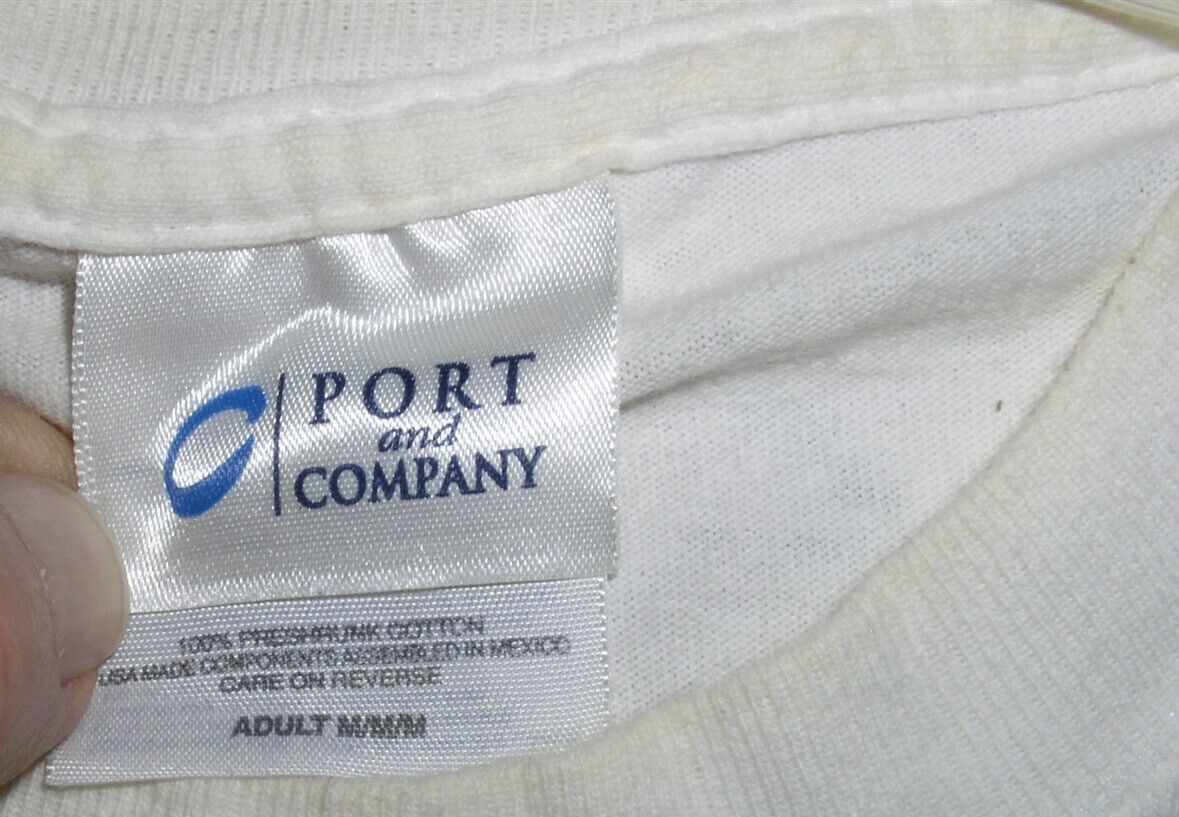 PORT
and
COMPANY
100% PRESHRUNK COTTON
USA MADE COMPONENTS ASSEMBLED IN MEXICO
CARE ON REVERSE
ADULT M/M/M